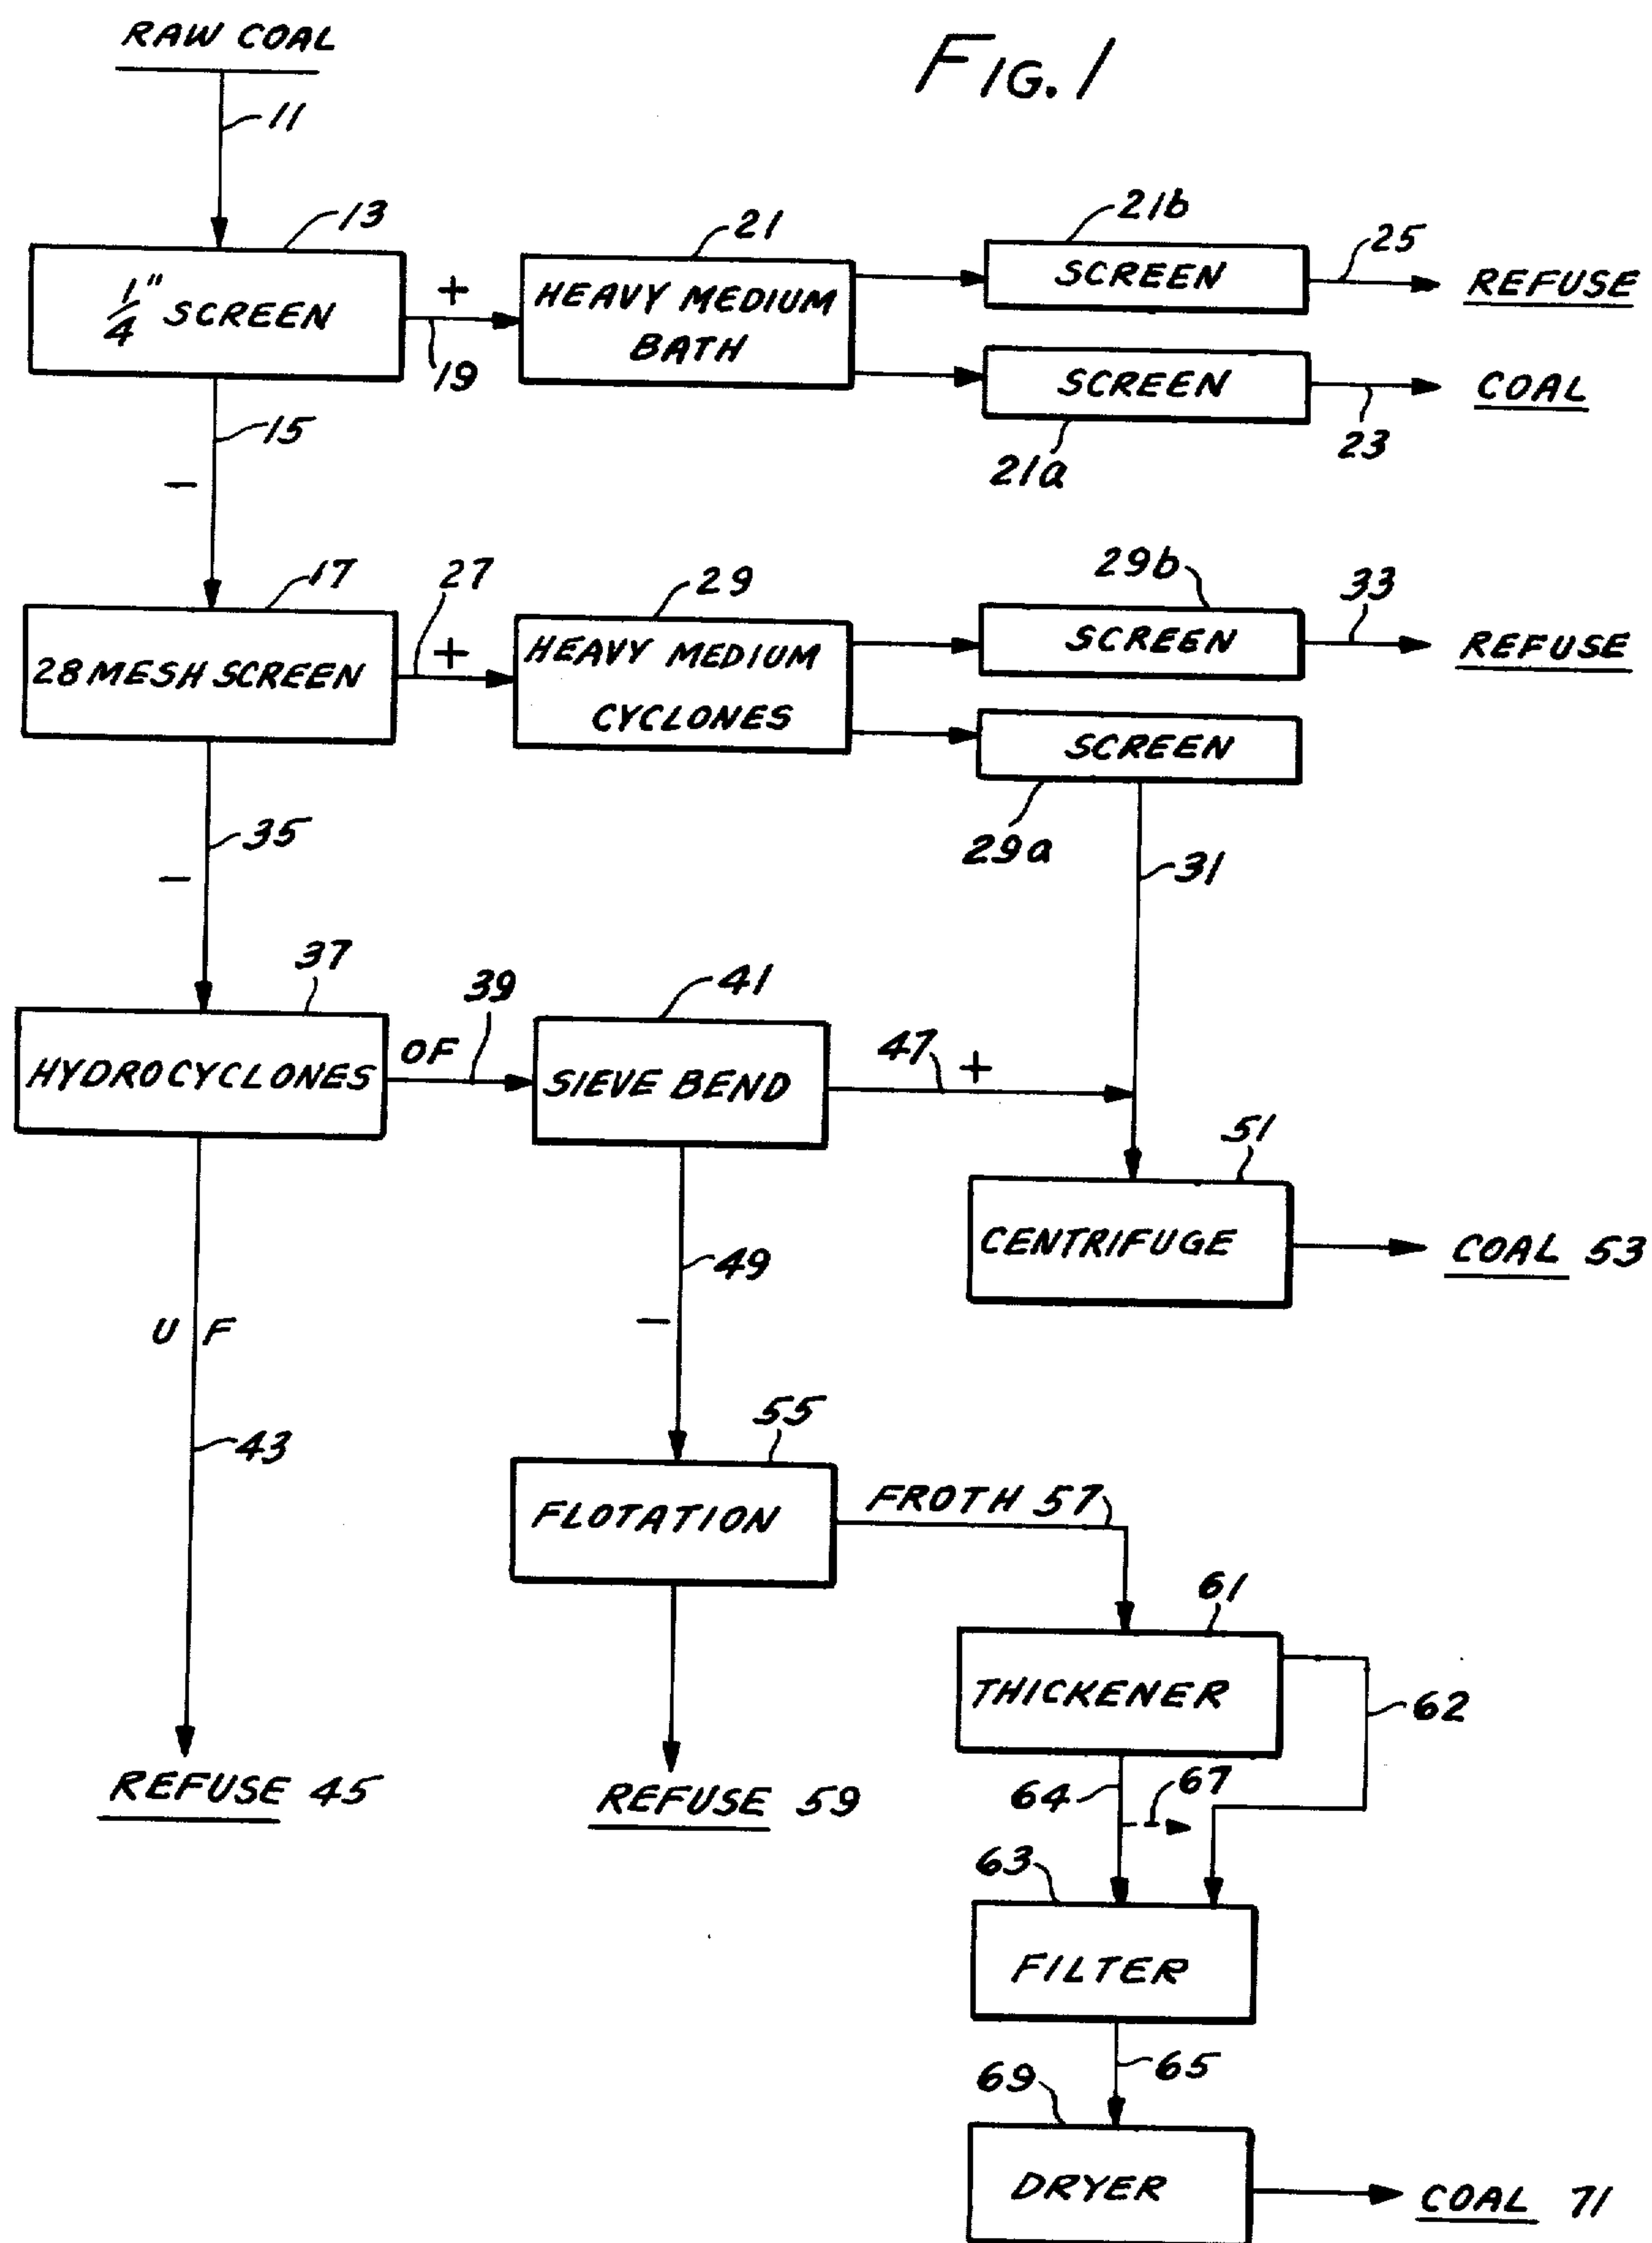 RAW COAL
FIG. 1
11
13
1/4" SCREEN
+
19
21
HEAVY MEDIUM
BATH
21b
SCREEN
25
REFUSE
SCREEN
21a
COAL
23
15
−
17
28 MESH SCREEN
27
+
29
HEAVY MEDIUM
CYCLONES
29b
SCREEN
33
REFUSE
SCREEN
29a
31
35
−
37
HYDROCYCLONES
OF
39
41
SIEVE BEND
47 +
51
CENTRIFUGE
COAL 53
49
−
U F
43
REFUSE 45
55
FLOTATION
FROTH 57
REFUSE 59
61
THICKENER
62
64
67
63
FILTER
65
69
DRYER
COAL 71